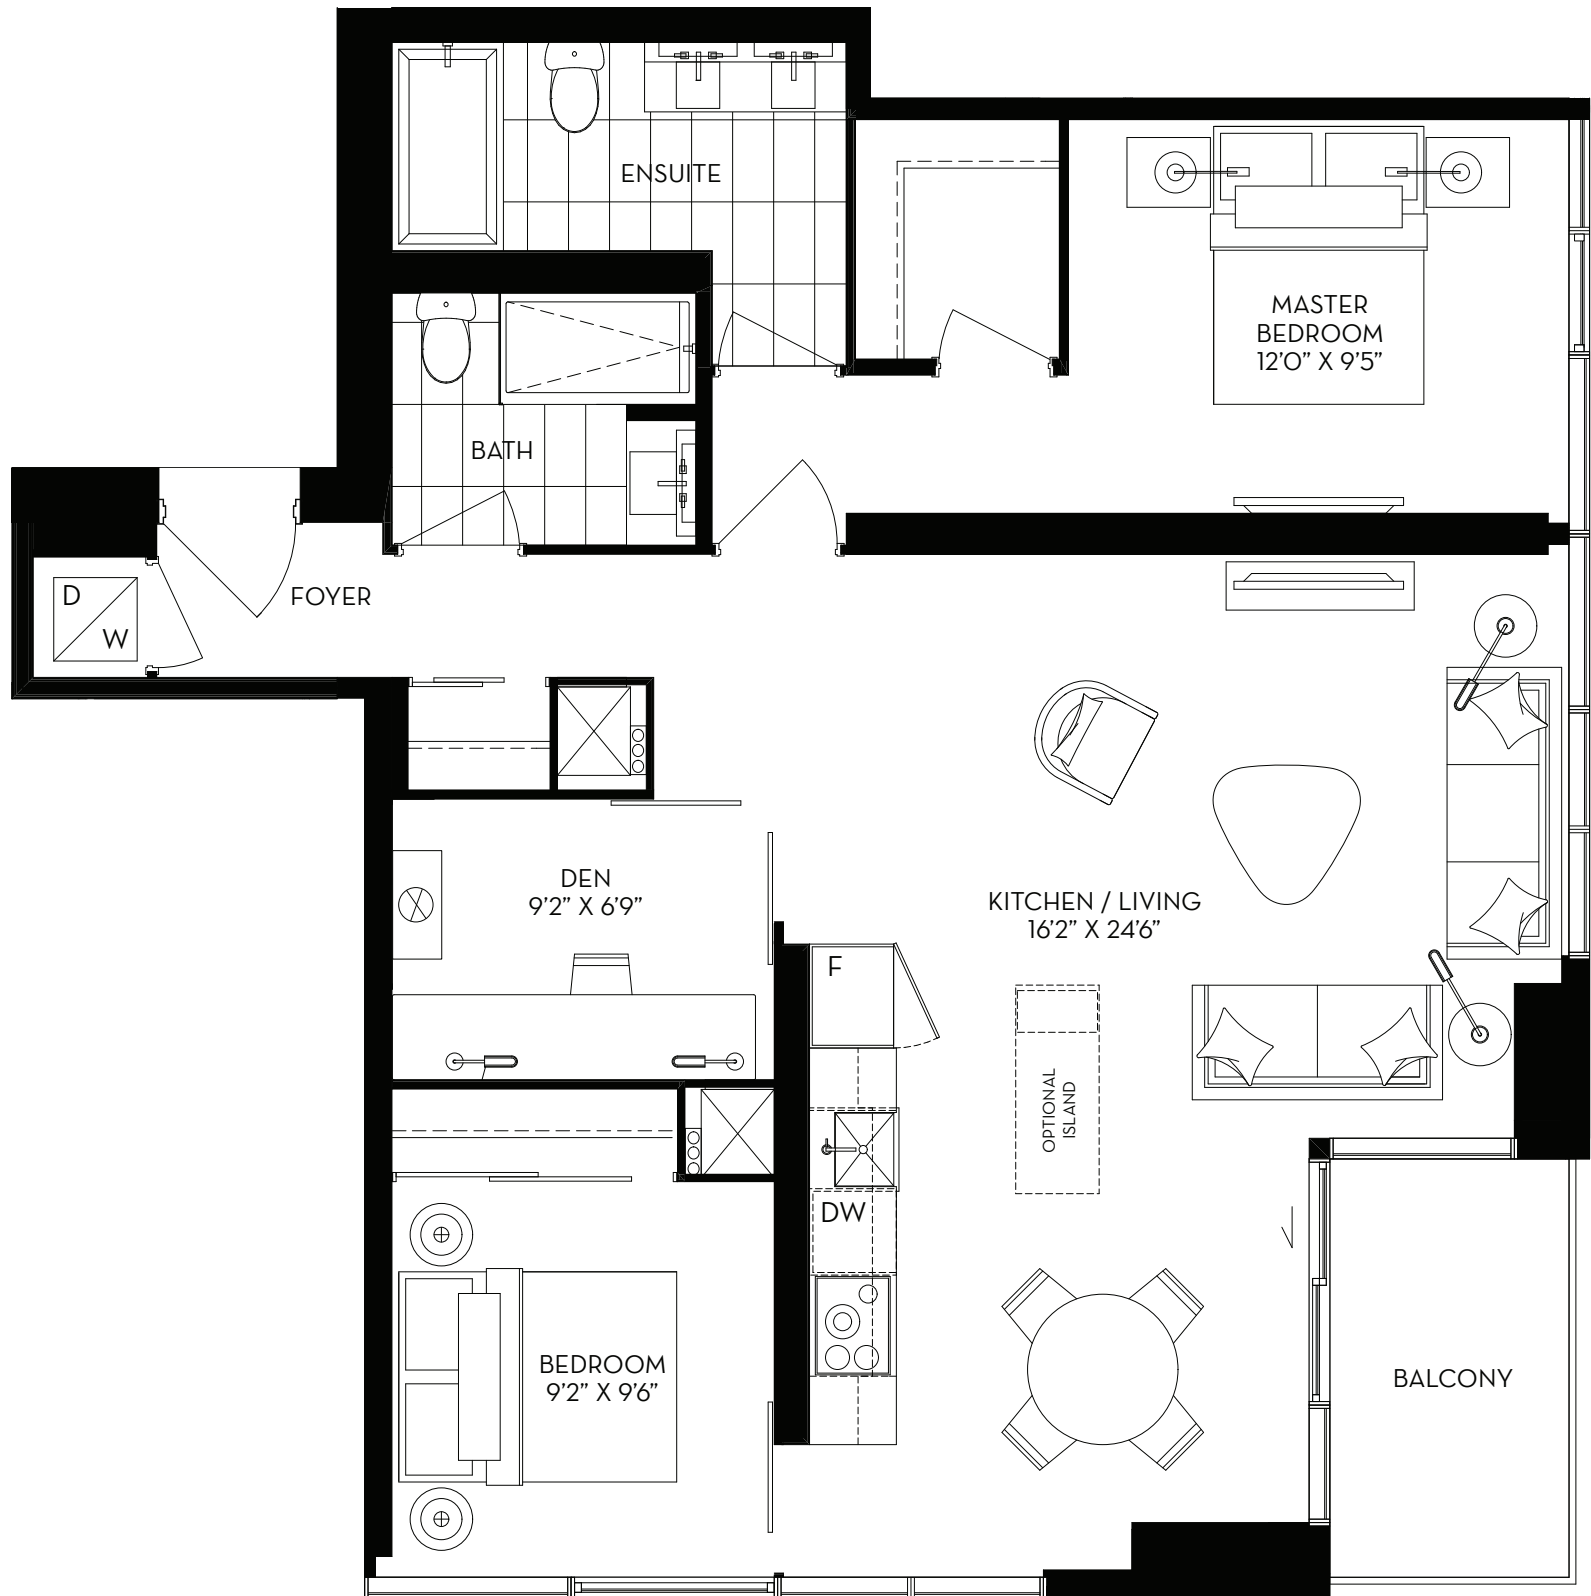 ENSUITE
MASTER
BEDROOM
12'0" X 9'5"
BATH
D
W
FOYER
DEN
9'2" X 6'9"
KITCHEN / LIVING
16'2" X 24'6"
F
OPTIONAL
ISLAND
DW
BEDROOM
9'2" X 9'6"
BALCONY